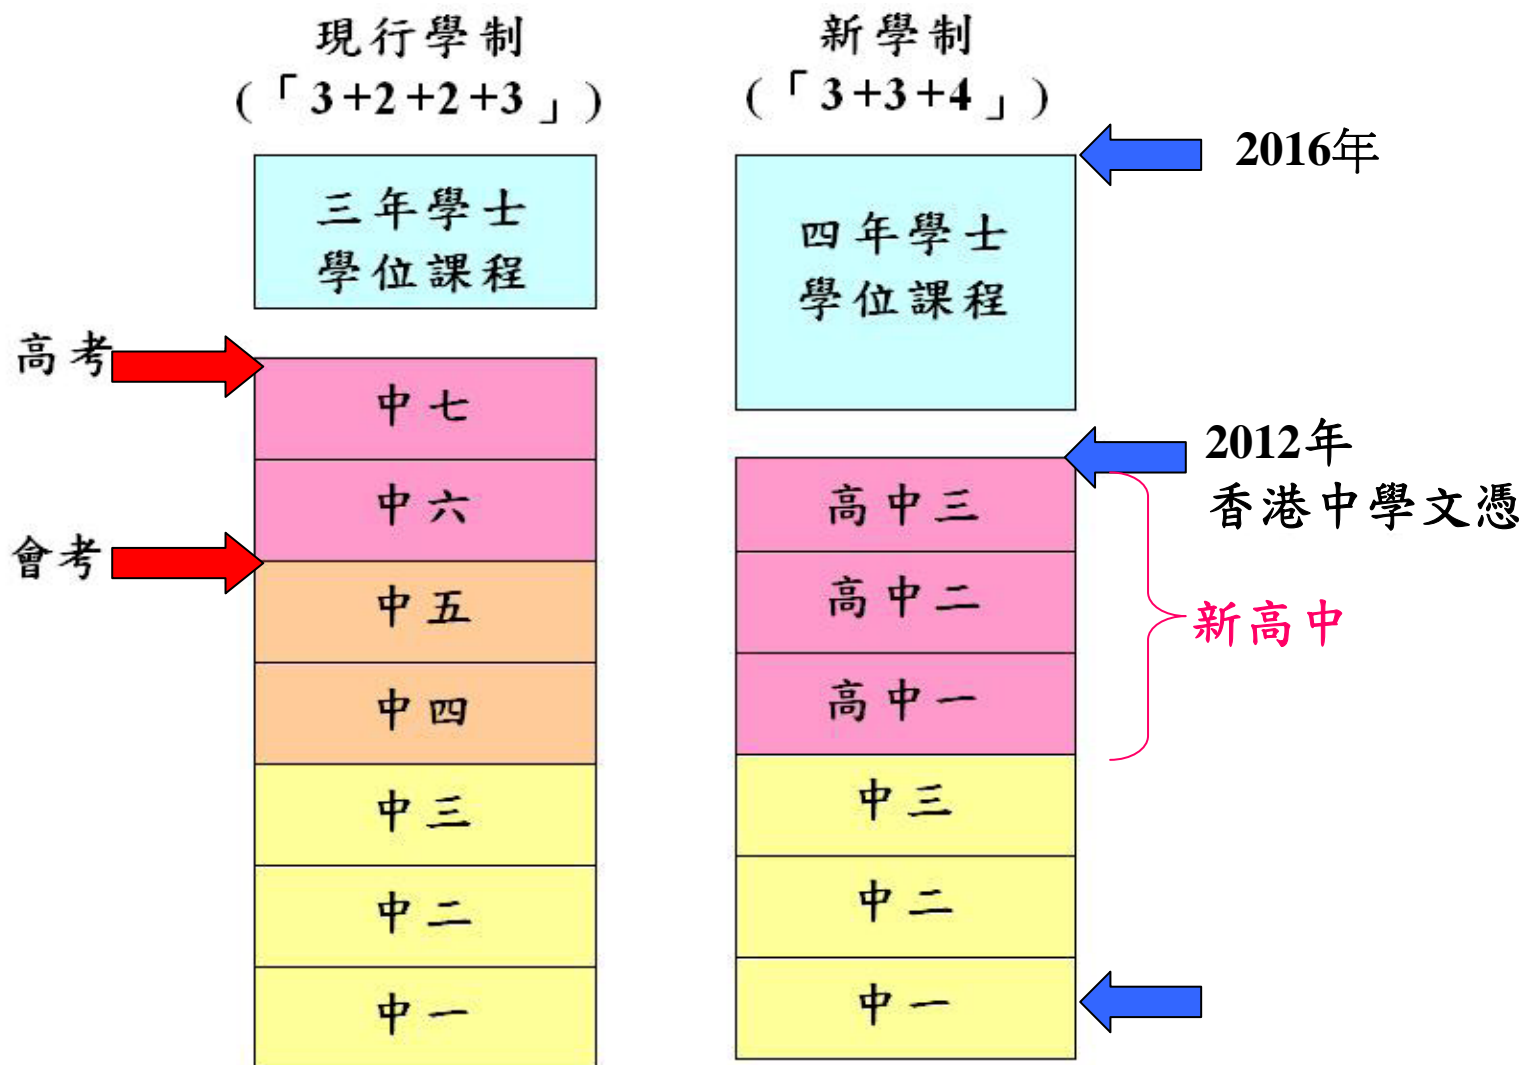 現行學制
(「3+2+2+3」)
三年學士
學位課程
高考
中七
中六
會考
中五
中四
中三
中二
中一
新學制
(「3+3+4」)
2016年
四年學士
學位課程
2012年
香港中學文憑
高中三
高中二
高中一
新高中
中三
中二
中一